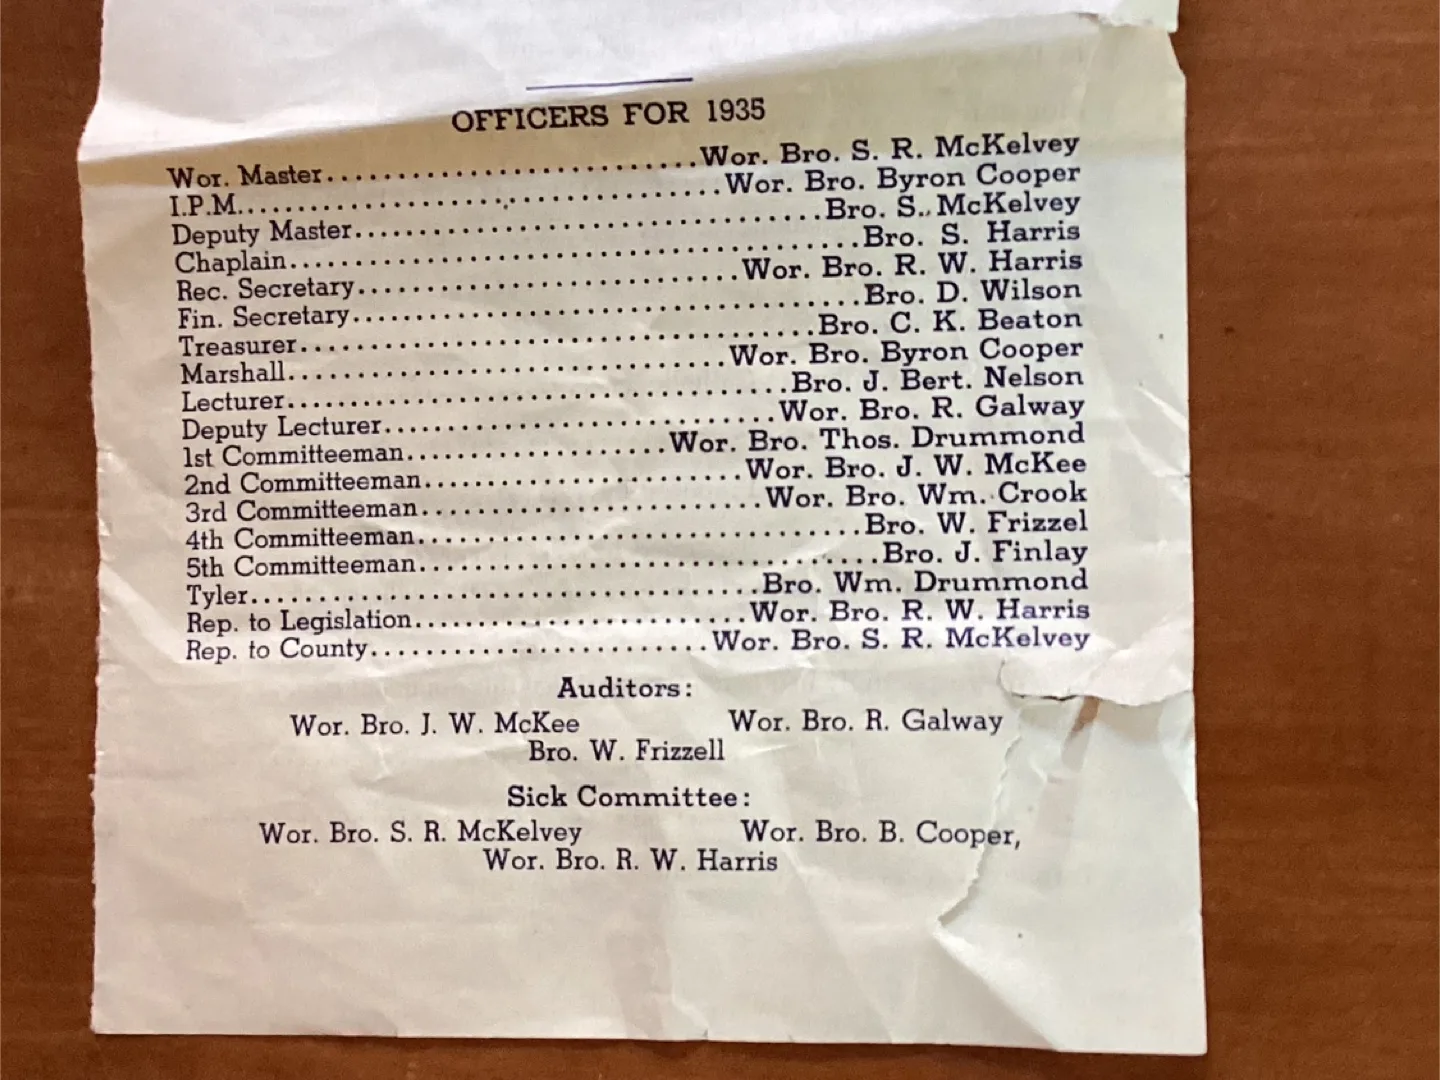 OFFICERS FOR 1935
Wor. Master........................Wor. Bro. S. R. McKelvey
I.P.M..............................Wor. Bro. Byron Cooper
Deputy Master..............................Bro. S. McKelvey
Chaplain....................................Bro. S. Harris
Rec. Secretary........................Wor. Bro. R. W. Harris
Fin. Secretary................................Bro. D. Wilson
Treasurer................................Bro. C. K. Beaton
Marshall............................Wor. Bro. Byron Cooper
Lecturer................................Bro. J. Bert. Nelson
Deputy Lecturer........................Wor. Bro. R. Galway
1st Committeeman................Wor. Bro. Thos. Drummond
2nd Committeeman....................Wor. Bro. J. W. McKee
3rd Committeeman.....................Wor. Bro. Wm. Crook
4th Committeeman............................Bro. W. Frizzel
5th Committeeman.............................Bro. J. Finlay
Tyler................................Bro. Wm. Drummond
Rep. to Legislation....................Wor. Bro. R. W. Harris
Rep. to County....................Wor. Bro. S. R. McKelvey
Auditors:
Wor. Bro. J. W. McKee Wor. Bro. R. Galway
Bro. W. Frizzell
Sick Committee:
Wor. Bro. S. R. McKelvey Wor. Bro. B. Cooper,
Wor. Bro. R. W. Harris